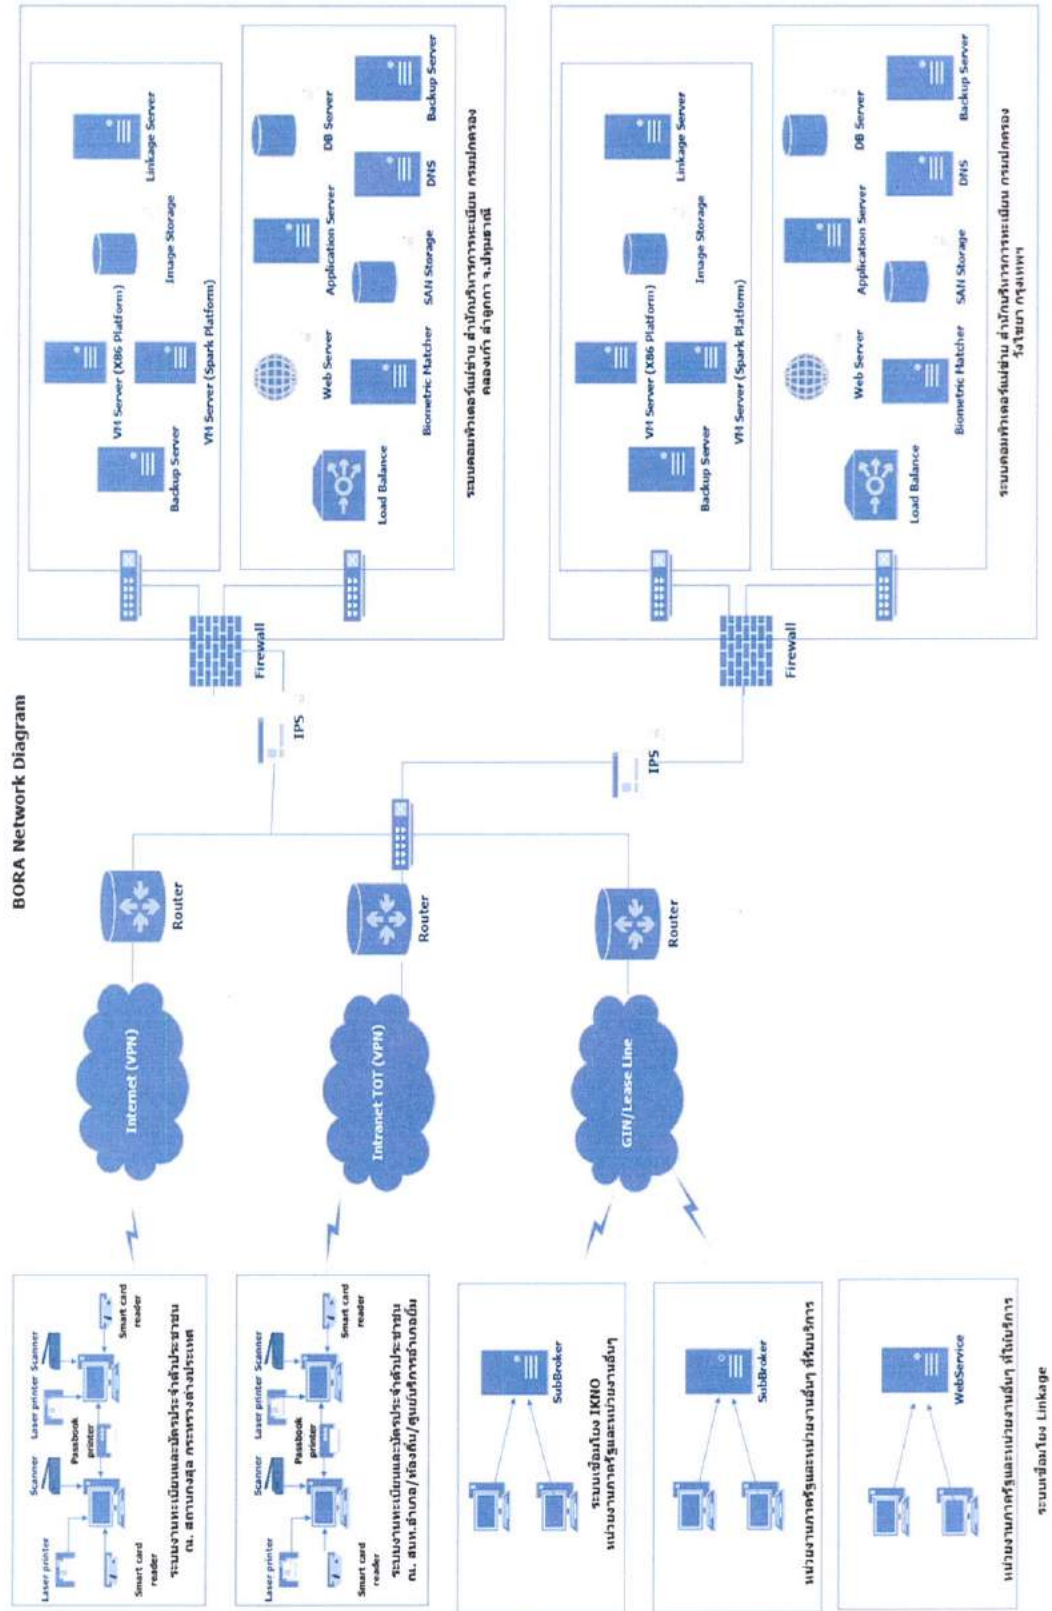 BORA Network Diagram
Laser printer
Scanner
Laser printer
Scanner
Passbook
printer
Smart card
reader
Smart card
reader
ระบบงานทะเบียนและบัตรประจำตัวประชาชน
ณ. สถานกงสุล กระทรวงต่างประเทศ
Laser printer
Scanner
Laser printer
Scanner
Passbook
printer
Smart card
reader
Smart card
reader
ระบบงานทะเบียนและบัตรประจำตัวประชาชน
ณ. สนท.อำเภอ/ท้องถิ่น/ศูนย์บริการอำเภอยิ้ม
SubBroker
ระบบเชื่อมโยง IKNO
หน่วยงานภาครัฐและหน่วยงานอื่นๆ
SubBroker
หน่วยงานภาครัฐและหน่วยงานอื่นๆ ที่รับบริการ
WebService
หน่วยงานภาครัฐและหน่วยงานอื่นๆ ที่ให้บริการ
ระบบเชื่อมโยง Linkage
Internet (VPN)
Router
Intranet TOT (VPN)
Router
GIN/Lease Line
Router
IPS
IPS
Firewall
Backup Server
VM Server (X86 Platform)
VM Server (Spark Platform)
Image Storage
Linkage Server
Load Balance
Web Server
Biometric Matcher
Application Server
SAN Storage
DB Server
DNS
Backup Server
ระบบคอมพิวเตอร์แม่ข่าย สำนักบริหารการทะเบียน กรมปกครอง
คลองเก้า ลำลูกกา จ.ปทุมธานี
Firewall
Backup Server
VM Server (X86 Platform)
VM Server (Spark Platform)
Image Storage
Linkage Server
Load Balance
Web Server
Biometric Matcher
Application Server
SAN Storage
DB Server
DNS
Backup Server
ระบบคอมพิวเตอร์แม่ข่าย สำนักบริหารการทะเบียน กรมปกครอง
วังไชยา กรุงเทพฯ